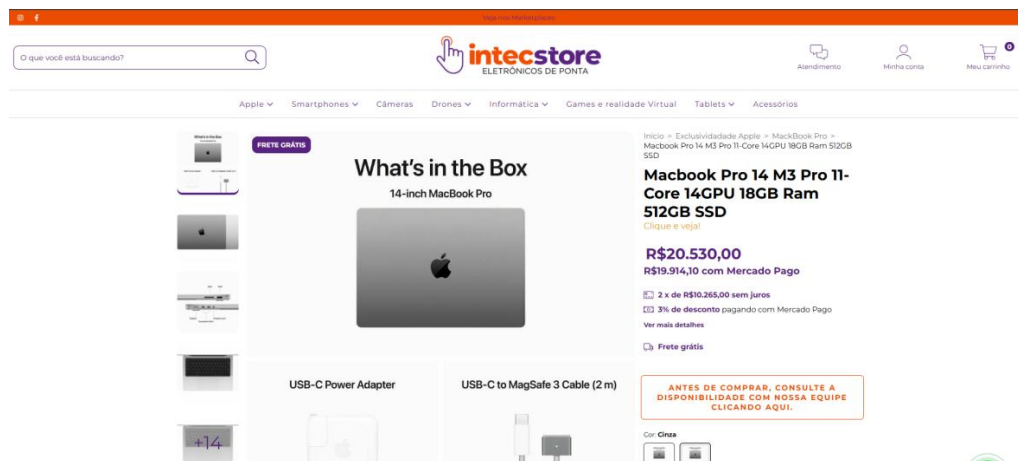 Veja nos Marketplaces
O que você está buscando?
intecstore
ELETRÔNICOS DE PONTA
Atendimento
Minha conta
0
Meu carrinho
Apple
Smartphones
Câmeras
Drones
Informática
Games e realidade Virtual
Tablets
Acessórios
What's in the Box
+14
FRETE GRÁTIS
What's in the Box
14-inch MacBook Pro
USB-C Power Adapter
USB-C to MagSafe 3 Cable (2 m)
Início > Exclusividadade Apple > MackBook Pro >
Macbook Pro 14 M3 Pro 11-Core 14GPU 18GB Ram 512GB
SSD
Macbook Pro 14 M3 Pro 11-
Core 14GPU 18GB Ram
512GB SSD
Clique e veja!
R$20.530,00
R$19.914,10 com Mercado Pago
2 x de R$10.265,00 sem juros
3% de desconto pagando com Mercado Pago
Ver mais detalhes
Frete grátis
ANTES DE COMPRAR, CONSULTE A
DISPONIBILIDADE COM NOSSA EQUIPE
CLICANDO AQUI.
Cor: Cinza